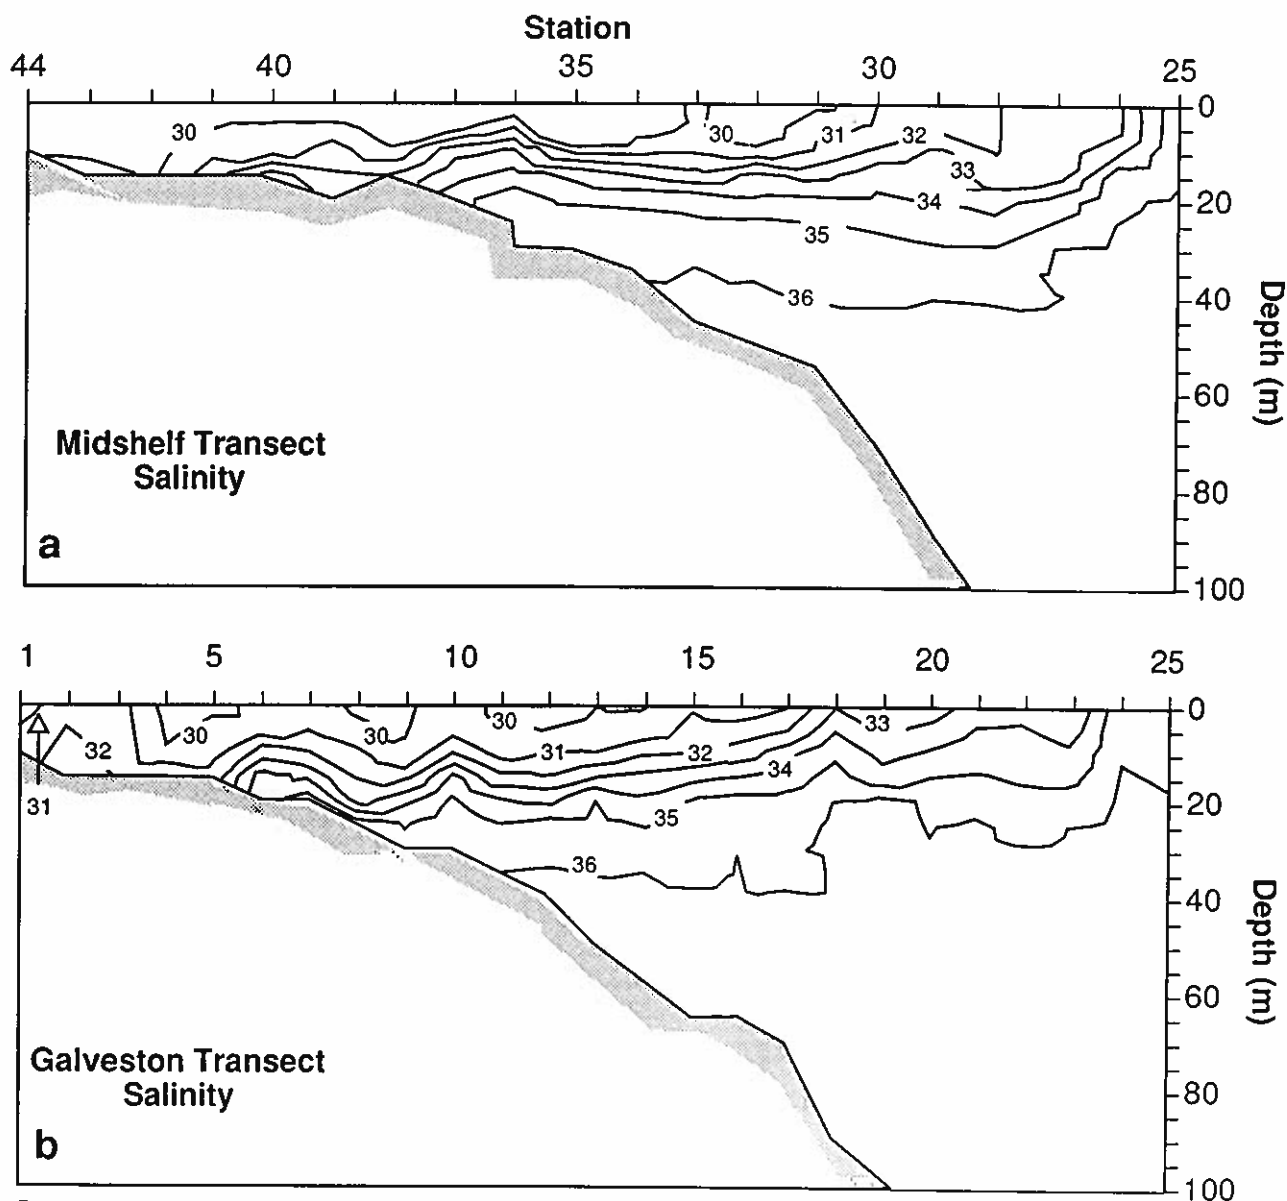 Station
44 40 35 30 25
30 30 31 32 0
33
34 20
35
36 40
Depth (m)
60
Midshelf Transect
Salinity
80
a
100
1 5 10 15 20 25
32 30 30 30 31 32 33 0
34
31 35 20
36
40
Depth (m)
60
Galveston Transect
Salinity
80
b
100